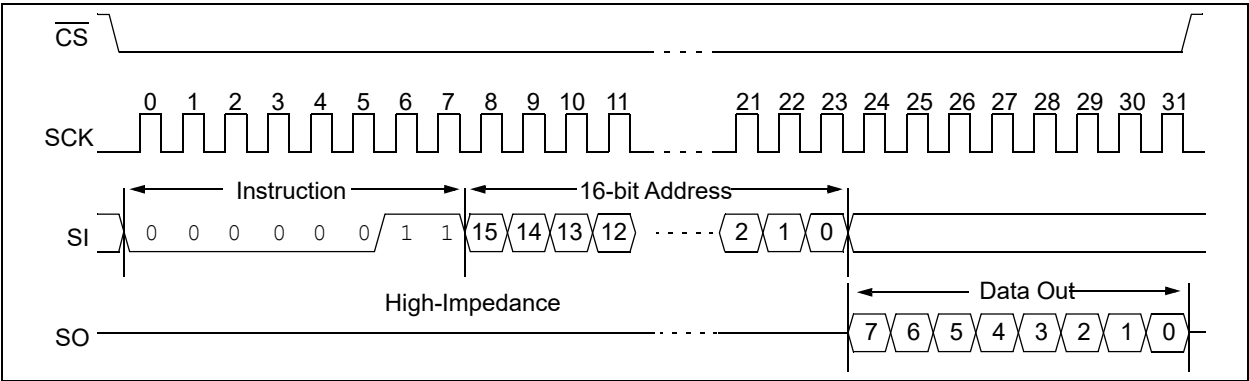 CS
0 1 2 3 4 5 6 7 8 9 10 11 21 22 23 24 25 26 27 28 29 30 31
SCK
Instruction 16-bit Address
SI 0 0 0 0 0 0 1 1 15 14 13 12 2 1 0
High-Impedance Data Out
SO 7 6 5 4 3 2 1 0